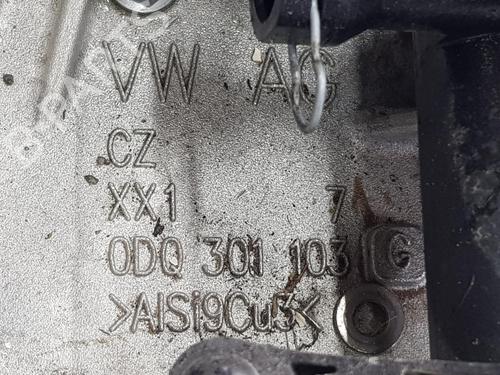 VW AG
CZ
XX1 7
0DQ 301 103 G
>AlSi9Cu3<